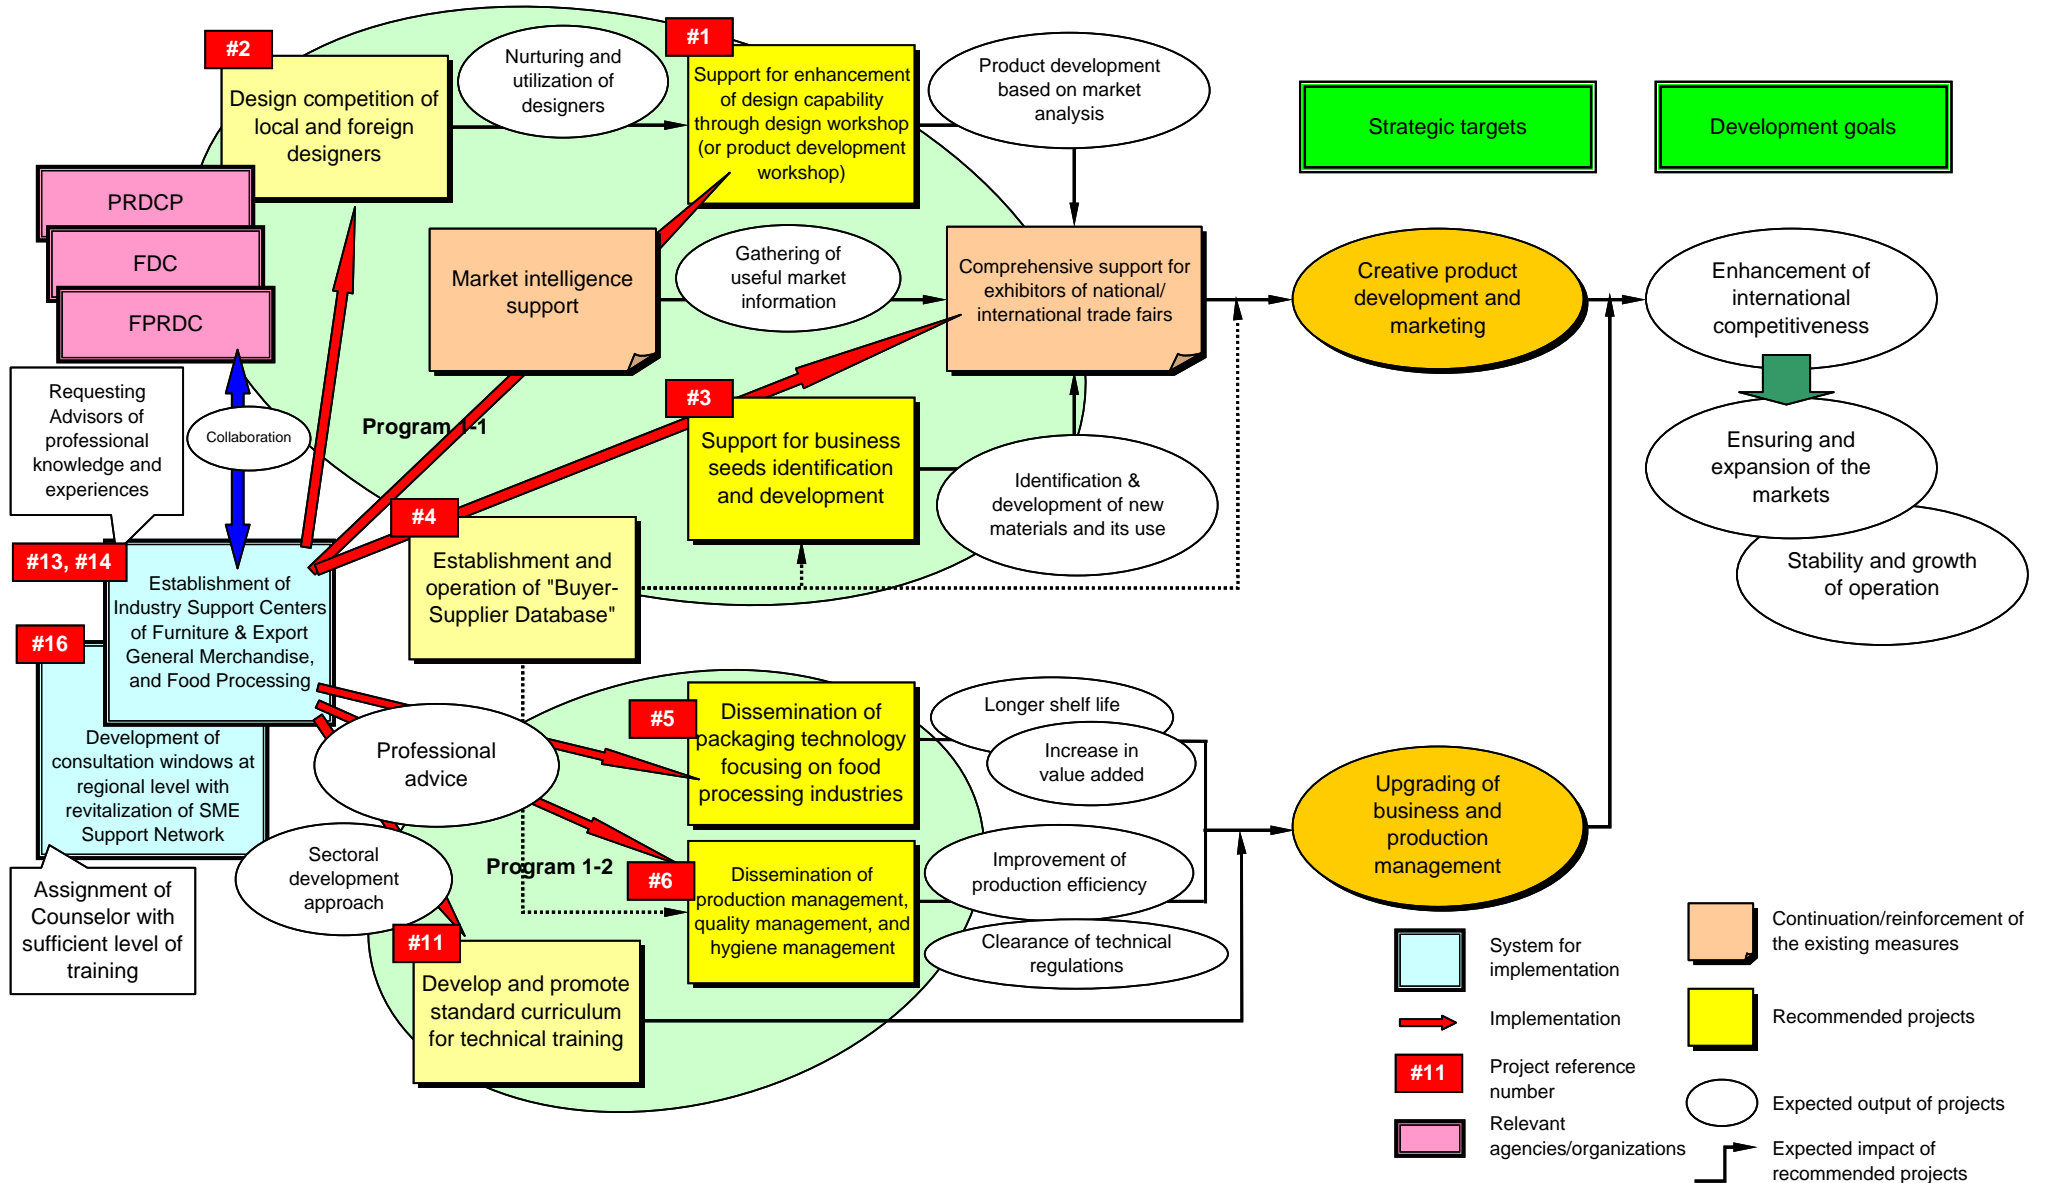 #2
Design competition of
local and foreign
designers
Nurturing and
utilization of
designers
#1
Support for enhancement
of design capability
through design workshop
(or product development
workshop)
Product development
based on market
analysis
Strategic targets
Development goals
PRDCP
FDC
FPRDC
Market intelligence
support
Gathering of
useful market
information
Comprehensive support for
exhibitors of national/
international trade fairs
Creative product
development and
marketing
Enhancement of
international
competitiveness
Requesting
Advisors of
professional
knowledge and
experiences
Collaboration
Program 1-1
#3
Support for business
seeds identification
and development
Identification &
development of new
materials and its use
Ensuring and
expansion of the
markets
Stability and growth
of operation
#4
Establishment and
operation of "Buyer-
Supplier Database"
#13, #14
Establishment of
Industry Support Centers
of Furniture & Export
General Merchandise,
and Food Processing
#16
Development of
consultation windows at
regional level with
revitalization of SME
Support Network
Assignment of
Counselor with
sufficient level of
training
Professional
advice
Sectoral
development
approach
Program 1-2
#5
Dissemination of
packaging technology
focusing on food
processing industries
Longer shelf life
Increase in
value added
#6
Dissemination of
production management,
quality management, and
hygiene management
Improvement of
production efficiency
Clearance of technical
regulations
#11
Develop and promote
standard curriculum
for technical training
Upgrading of
business and
production
management
System for
implementation
Implementation
#11
Project reference
number
Relevant
agencies/organizations
Continuation/reinforcement of
the existing measures
Recommended projects
Expected output of projects
Expected impact of
recommended projects